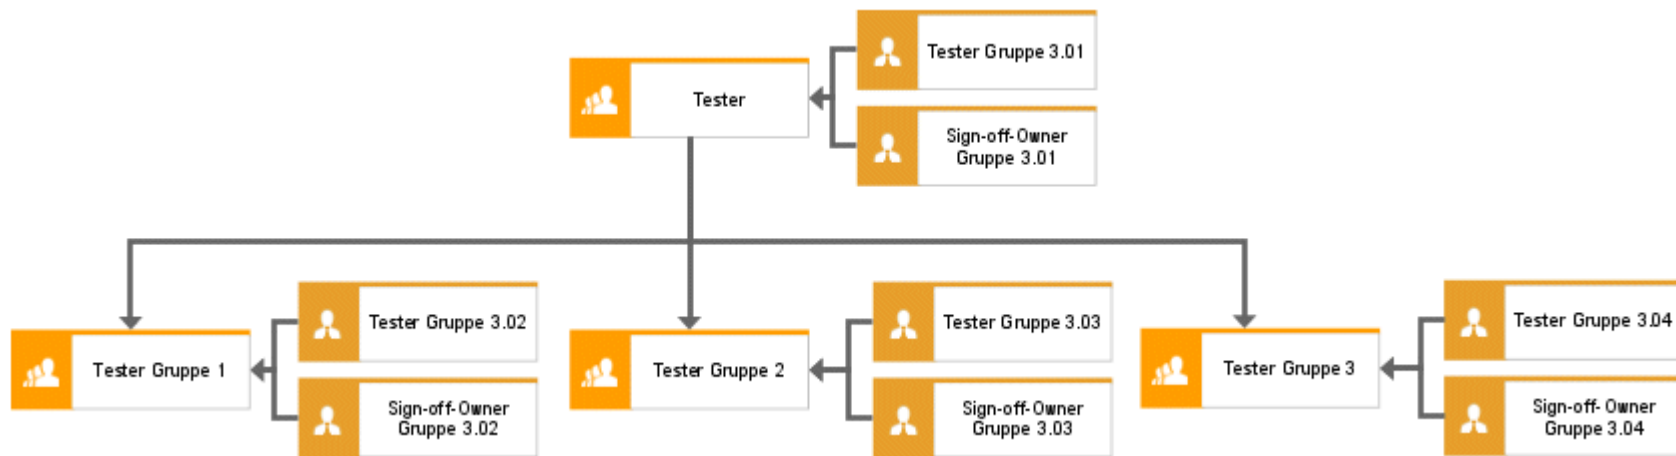 Tester Gruppe 3.01
Tester
Sign-off-Owner
Gruppe 3.01
Tester Gruppe 3.02
Tester Gruppe 1
Sign-off-Owner
Gruppe 3.02
Tester Gruppe 3.03
Tester Gruppe 2
Sign-off-Owner
Gruppe 3.03
Tester Gruppe 3.04
Tester Gruppe 3
Sign-off-Owner
Gruppe 3.04